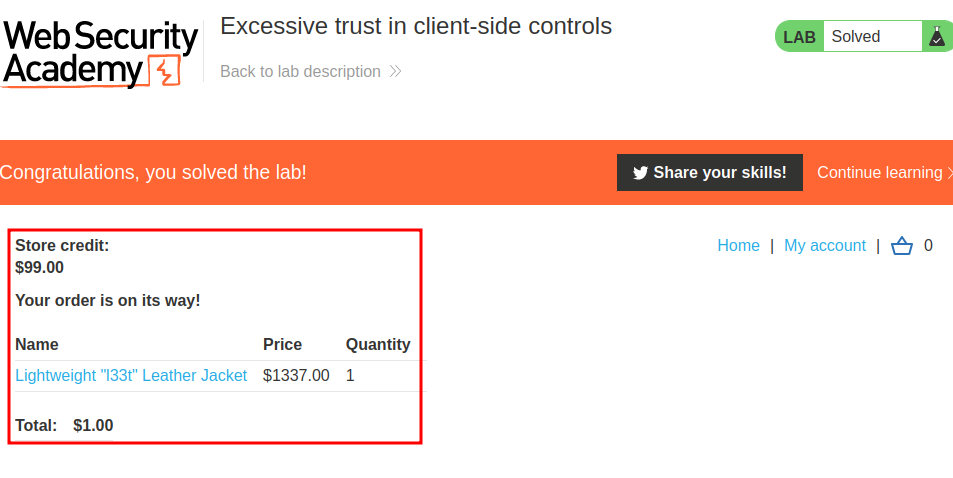 Web Security
Academy
Excessive trust in client-side controls
Back to lab description
LAB Solved
Congratulations, you solved the lab!
Share your skills!
Continue learning
Store credit:
$99.00
Home | My account | 0
Your order is on its way!
Name Price Quantity
Lightweight "l33t" Leather Jacket $1337.00 1
Total: $1.00